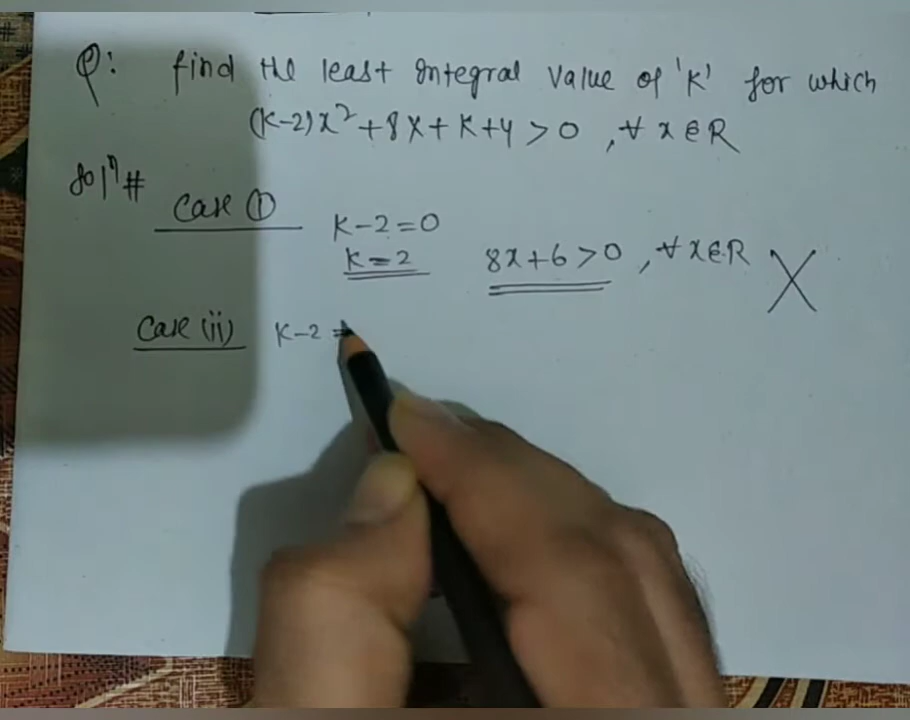 Q: find the least integral value of 'K' for which
(K-2)x²+8x+K+4>0 ,∀ x∈R
Solⁿ#
Case ①
K-2=0
K=2 8x+6>0 ,∀x∈R X
Case (ii) K-2 =